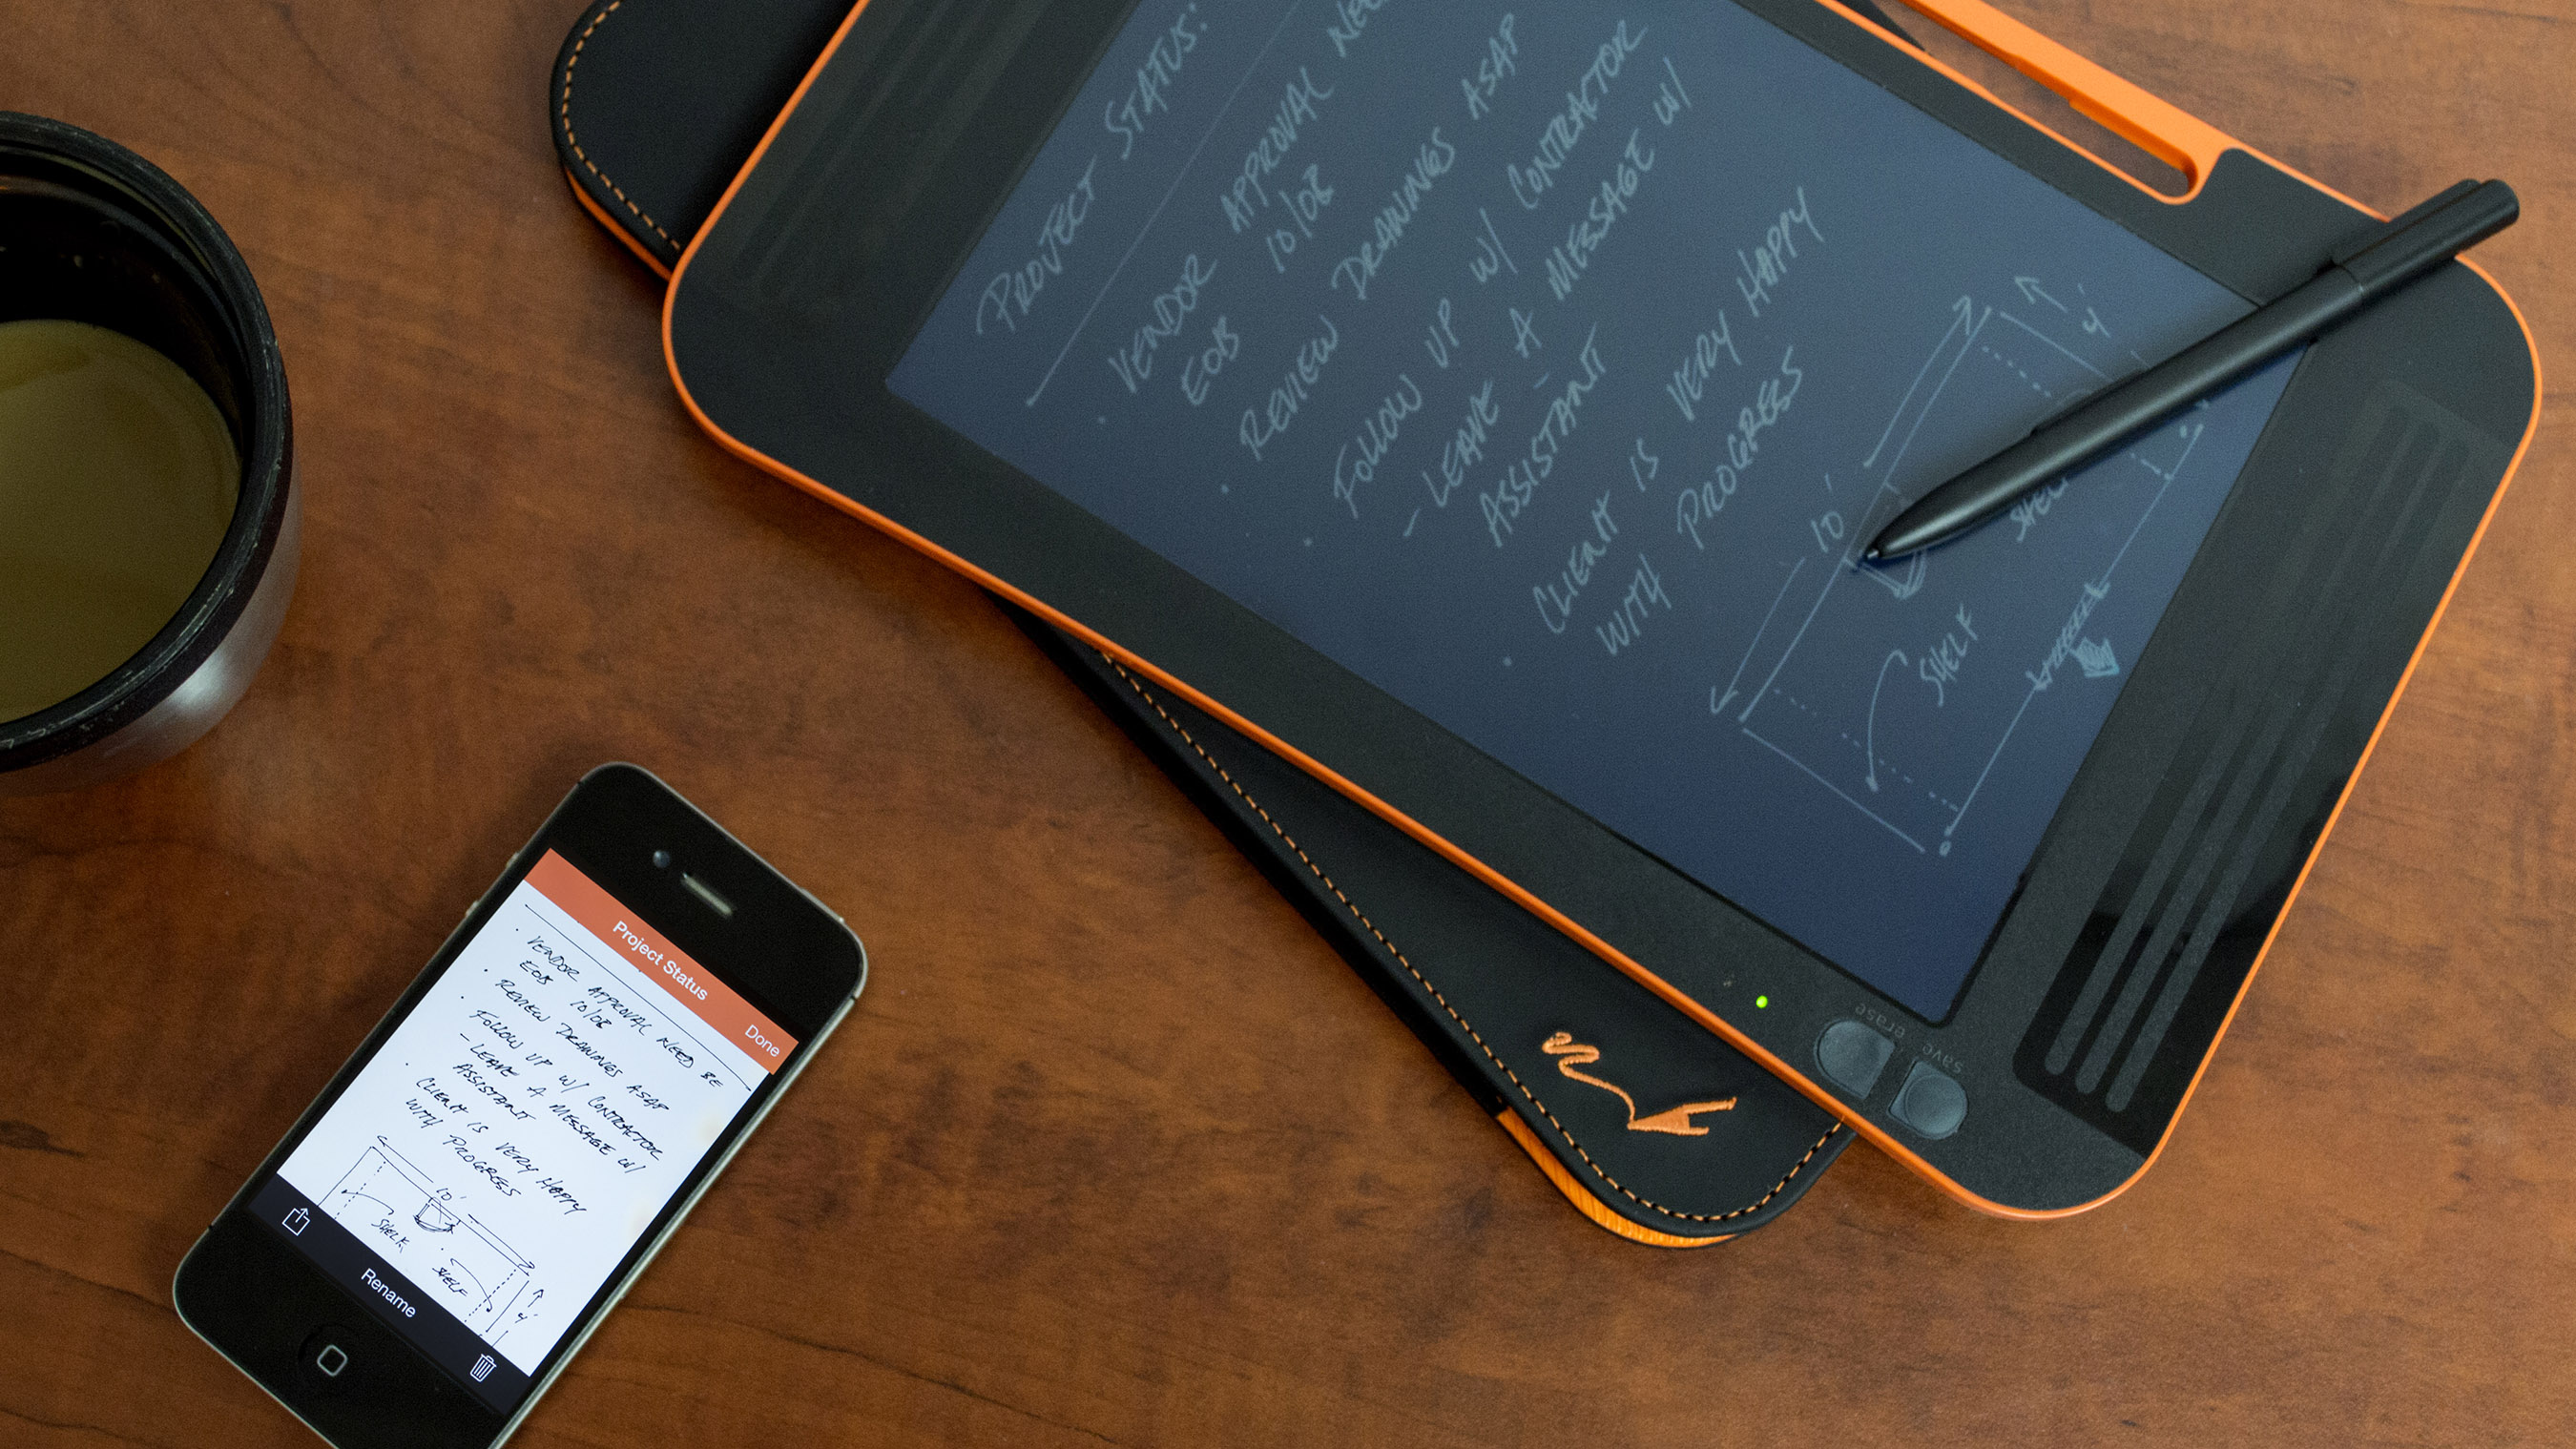 PROJECT STATUS:
VENDOR APPROVAL
EOB 10/08
REVIEW DRAWINGS ASAP
FOLLOW UP W/ CONTRACTOR
- LEAVE A MESSAGE W/
ASSISTANT
CLIENT IS VERY HAPPY
WITH PROGRESS
4'
10'
SHELF
erase
save
Project Status
Done
VENDOR APPROVAL NEED BE
EOB 10/08
REVIEW DRAWINGS ASAP
FOLLOW UP W/ CONTRACTOR
- LEAVE A MESSAGE W/
ASSISTANT
CLIENT IS VERY HAPPY
WITH PROGRESS
10'
SHELF
SHELF
4'
Rename